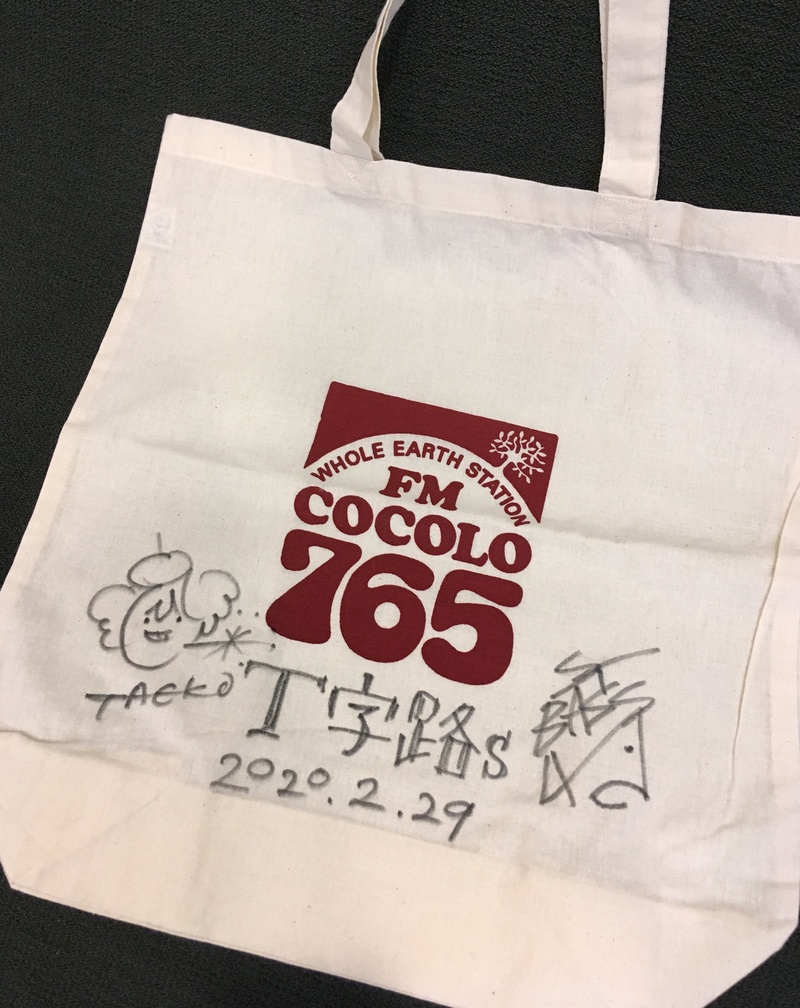 WHOLE EARTH STATION
FM
COCOLO
765
TAEKO
T字路s
2020.2.29